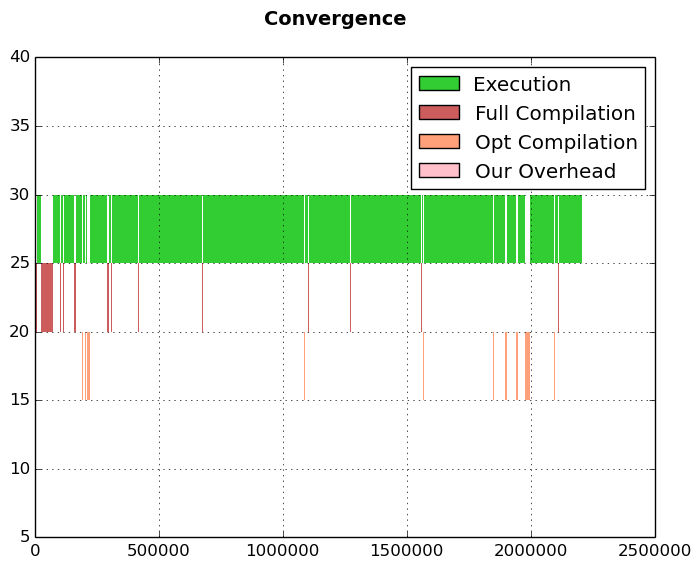 Convergence
40
35
30
25
20
15
10
5
Execution
Full Compilation
Opt Compilation
Our Overhead
0
500000
1000000
1500000
2000000
2500000